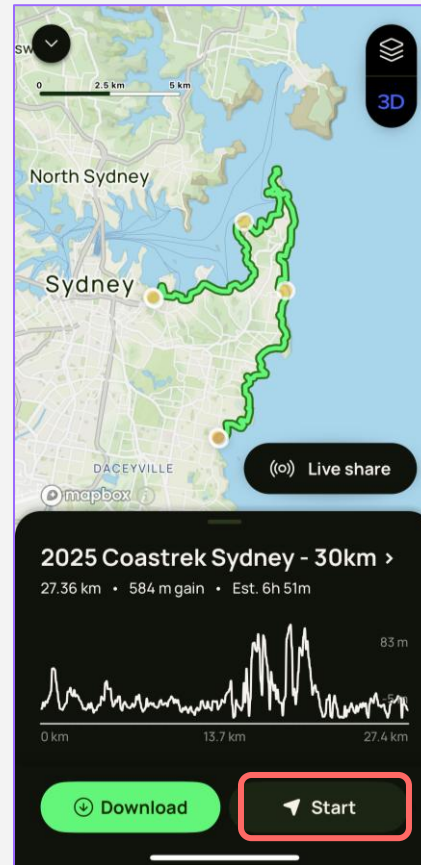 sw
0 2.5 km 5 km
3D
North Sydney
Sydney
DACEYVILLE
Live share
mapbox
2025 Coastrek Sydney - 30km >
27.36 km • 584 m gain • Est. 6h 51m
83 m
-5 m
0 km 13.7 km 27.4 km
Download
Start